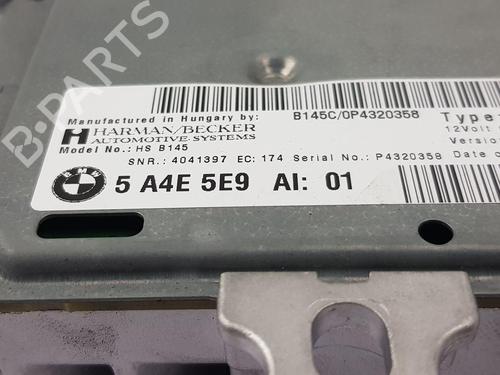 B-PARTS
Manufactured in Hungary by: B145C/0P4320358 Type
HARMAN/BECKER 12Volt
AUTOMOTIVE SYSTEMS Versio
Model No.: HS B145
SNR.: 4041397 EC: 174 Serial No.: P4320358 Date o
BMW 5 A4E 5E9 AI: 01